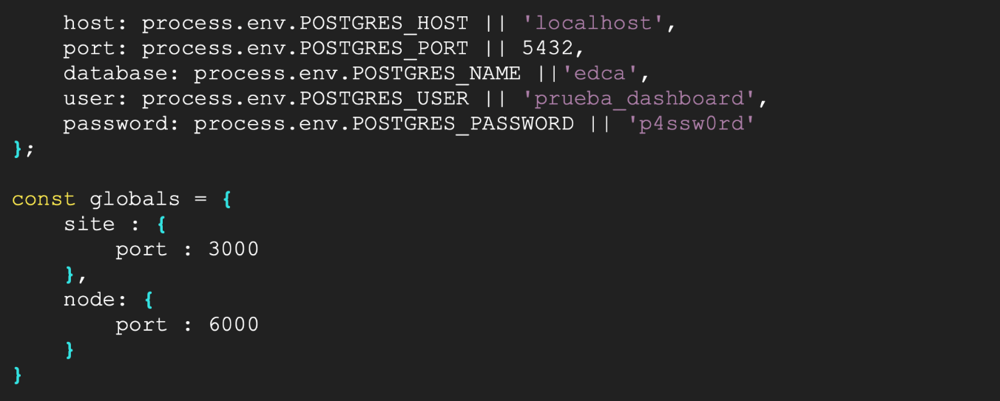 host: process.env.POSTGRES_HOST || 'localhost',
port: process.env.POSTGRES_PORT || 5432,
database: process.env.POSTGRES_NAME ||'edca',
user: process.env.POSTGRES_USER || 'prueba_dashboard',
password: process.env.POSTGRES_PASSWORD || 'p4ssw0rd'
};
const globals = {
site : {
port : 3000
},
node: {
port : 6000
}
}